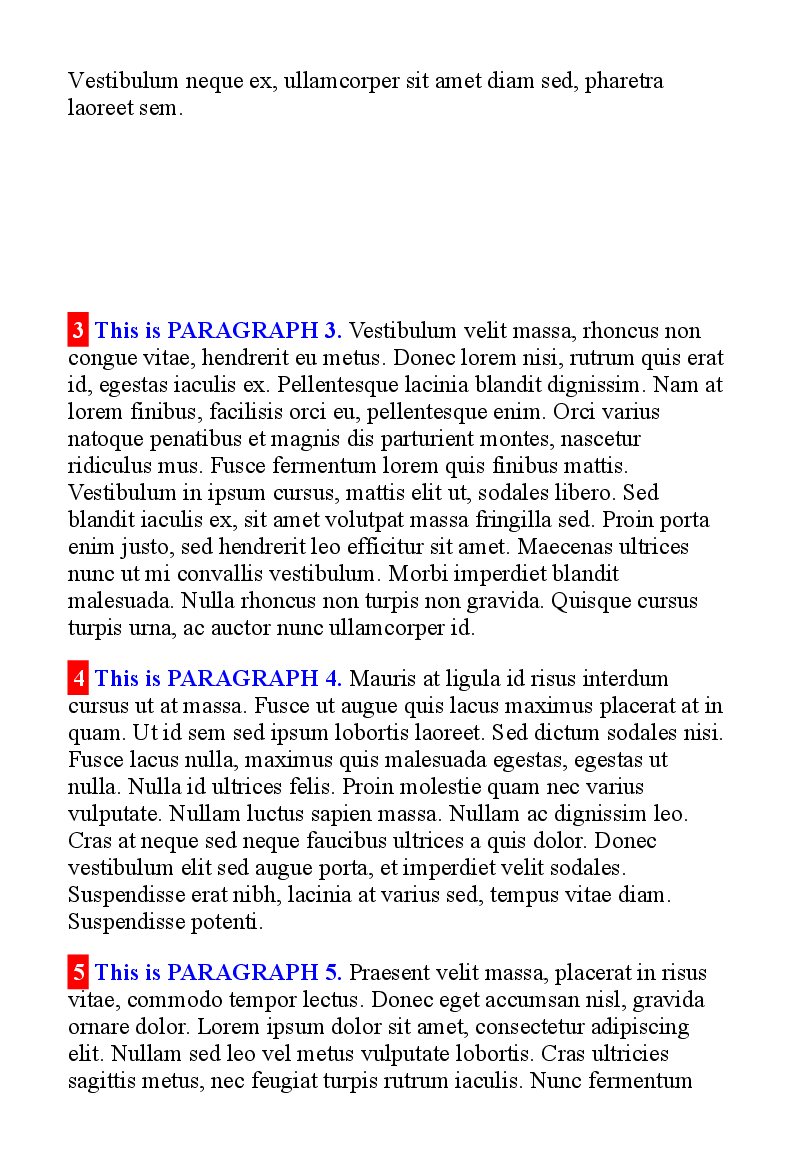 Vestibulum neque ex, ullamcorper sit amet diam sed, pharetra
laoreet sem.
3 This is PARAGRAPH 3. Vestibulum velit massa, rhoncus non
congue vitae, hendrerit eu metus. Donec lorem nisi, rutrum quis erat
id, egestas iaculis ex. Pellentesque lacinia blandit dignissim. Nam at
lorem finibus, facilisis orci eu, pellentesque enim. Orci varius
natoque penatibus et magnis dis parturient montes, nascetur
ridiculus mus. Fusce fermentum lorem quis finibus mattis.
Vestibulum in ipsum cursus, mattis elit ut, sodales libero. Sed
blandit iaculis ex, sit amet volutpat massa fringilla sed. Proin porta
enim justo, sed hendrerit leo efficitur sit amet. Maecenas ultrices
nunc ut mi convallis vestibulum. Morbi imperdiet blandit
malesuada. Nulla rhoncus non turpis non gravida. Quisque cursus
turpis urna, ac auctor nunc ullamcorper id.
4 This is PARAGRAPH 4. Mauris at ligula id risus interdum
cursus ut at massa. Fusce ut augue quis lacus maximus placerat at in
quam. Ut id sem sed ipsum lobortis laoreet. Sed dictum sodales nisi.
Fusce lacus nulla, maximus quis malesuada egestas, egestas ut
nulla. Nulla id ultrices felis. Proin molestie quam nec varius
vulputate. Nullam luctus sapien massa. Nullam ac dignissim leo.
Cras at neque sed neque faucibus ultrices a quis dolor. Donec
vestibulum elit sed augue porta, et imperdiet velit sodales.
Suspendisse erat nibh, lacinia at varius sed, tempus vitae diam.
Suspendisse potenti.
5 This is PARAGRAPH 5. Praesent velit massa, placerat in risus
vitae, commodo tempor lectus. Donec eget accumsan nisl, gravida
ornare dolor. Lorem ipsum dolor sit amet, consectetur adipiscing
elit. Nullam sed leo vel metus vulputate lobortis. Cras ultricies
sagittis metus, nec feugiat turpis rutrum iaculis. Nunc fermentum